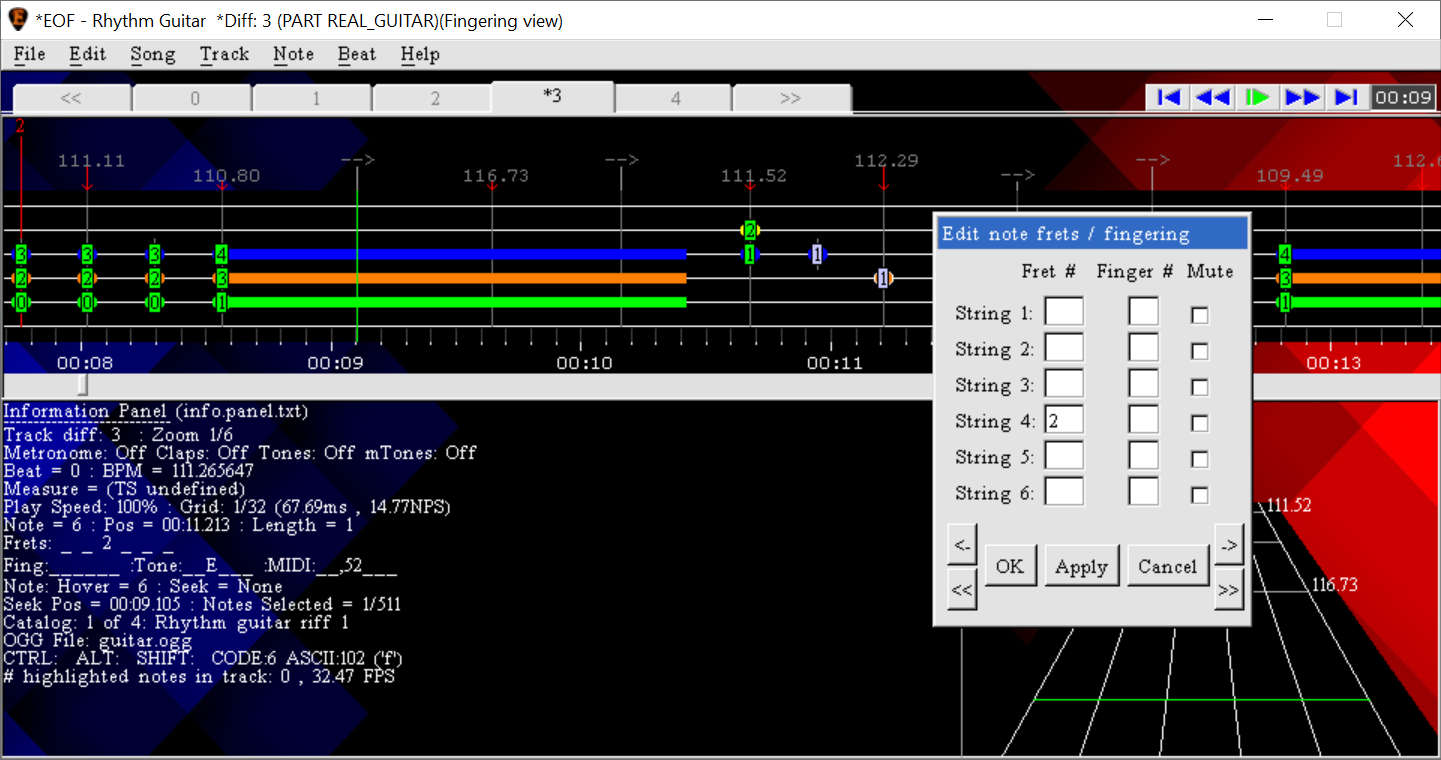 *EOF - Rhythm Guitar  *Diff: 3 (PART REAL_GUITAR)(Fingering view)
File Edit Song Track Note Beat Help
<< 0 1 2 *3 4 >> 00:09
2
111.11 --> --> 112.29 -->
110.80 116.73 111.52 --> 109.49
2
3 3 3 4 1 1 4
2 2 2 3 1 3
0 0 0 1 1
00:08 00:09 00:10 00:11 00:13
Edit note frets / fingering
Fret # Finger # Mute
String 1:
String 2:
String 3:
String 4: 2
String 5:
String 6:
<- OK Apply Cancel ->
<< >>
Information Panel (info.panel.txt)
Track diff: 3  : Zoom 1/6
Metronome: Off Claps: Off Tones: Off mTones: Off
Beat = 0 : BPM = 111.265647
Measure = (TS undefined)
Play Speed: 100% : Grid: 1/32 (67.69ms , 14.77NPS)
Note = 6 : Pos = 00:11.213 : Length = 1
Frets: _ _ 2 _ _ _
Fing:______ :Tone:__E___ :MIDI:__,52___
Note: Hover = 6 : Seek = None
Seek Pos = 00:09.105 : Notes Selected = 1/511
Catalog: 1 of 4: Rhythm guitar riff 1
OGG File: guitar.ogg
CTRL:   ALT:   SHIFT:   CODE:6 ASCII:102 ('f')
# highlighted notes in track: 0 , 32.47 FPS
111.52
116.73